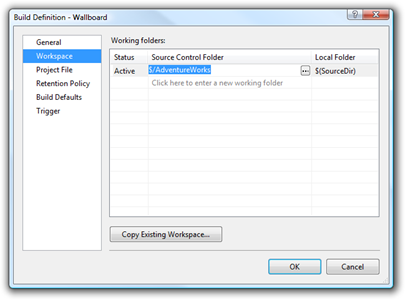 Build Definition - Wallboard
General
Workspace
Project File
Retention Policy
Build Defaults
Trigger
Working folders:
Status Source Control Folder Local Folder
Active $/AdventureWorks ... $(SourceDir)
Click here to enter a new working folder
Copy Existing Workspace...
OK Cancel